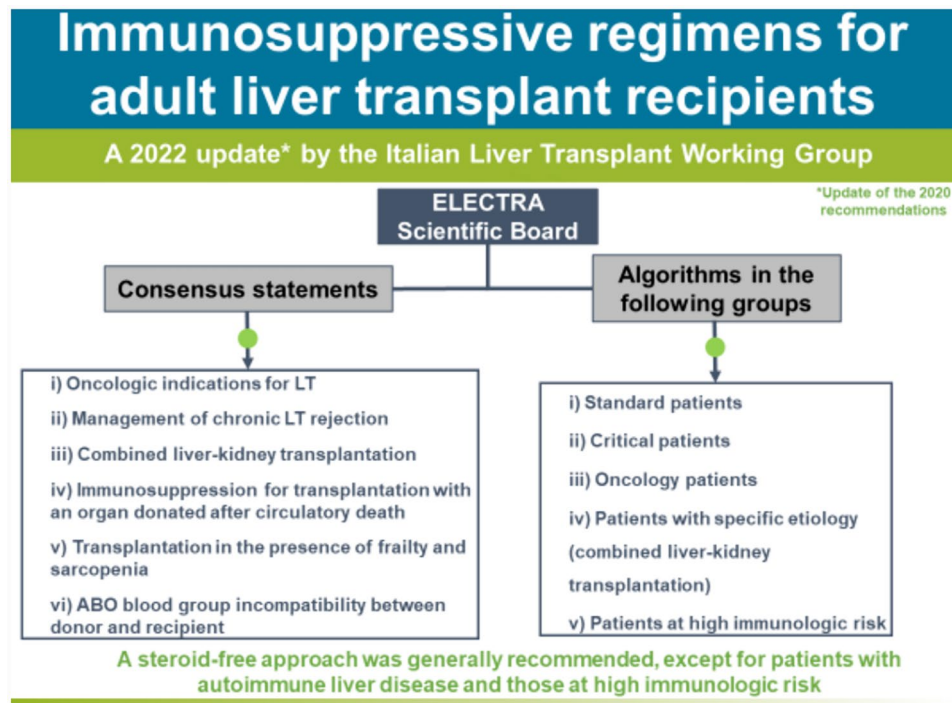 Immunosuppressive regimens for
adult liver transplant recipients
A 2022 update* by the Italian Liver Transplant Working Group
*Update of the 2020
recommendations
ELECTRA
Scientific Board
Consensus statements
i) Oncologic indications for LT
ii) Management of chronic LT rejection
iii) Combined liver-kidney transplantation
iv) Immunosuppression for transplantation with
an organ donated after circulatory death
v) Transplantation in the presence of frailty and
sarcopenia
vi) ABO blood group incompatibility between
donor and recipient
Algorithms in the
following groups
i) Standard patients
ii) Critical patients
iii) Oncology patients
iv) Patients with specific etiology
(combined liver-kidney
transplantation)
v) Patients at high immunologic risk
A steroid-free approach was generally recommended, except for patients with
autoimmune liver disease and those at high immunologic risk